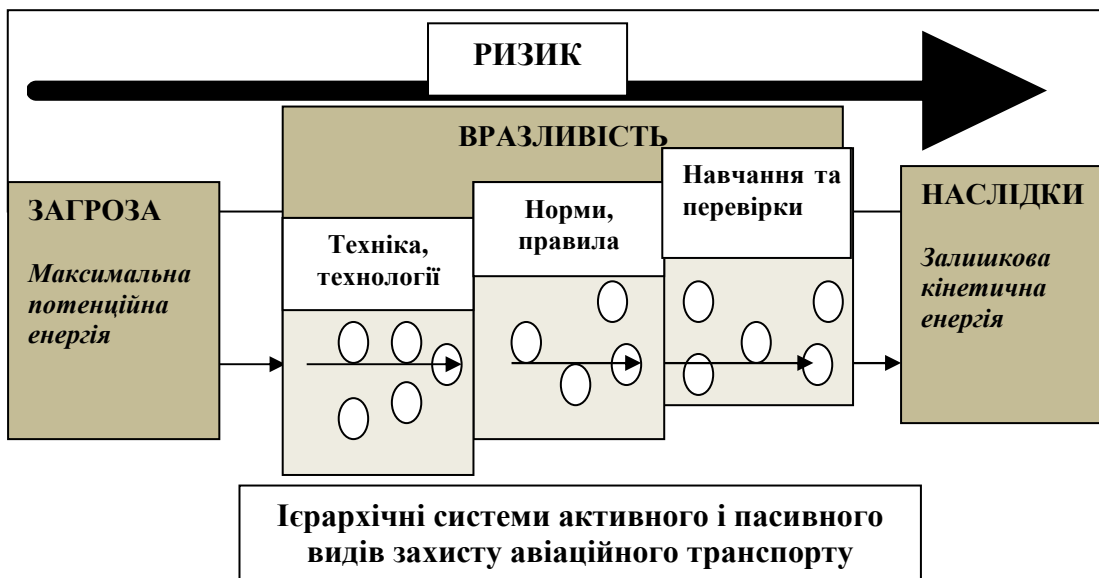 РИЗИК
ВРАЗЛИВІСТЬ
ЗАГРОЗА
Максимальна
потенційна
енергія
Техніка,
технології
Норми,
правила
Навчання та
перевірки
НАСЛІДКИ
Залишкова
кінетична
енергія
Ієрархічні системи активного і пасивного
видів захисту авіаційного транспорту